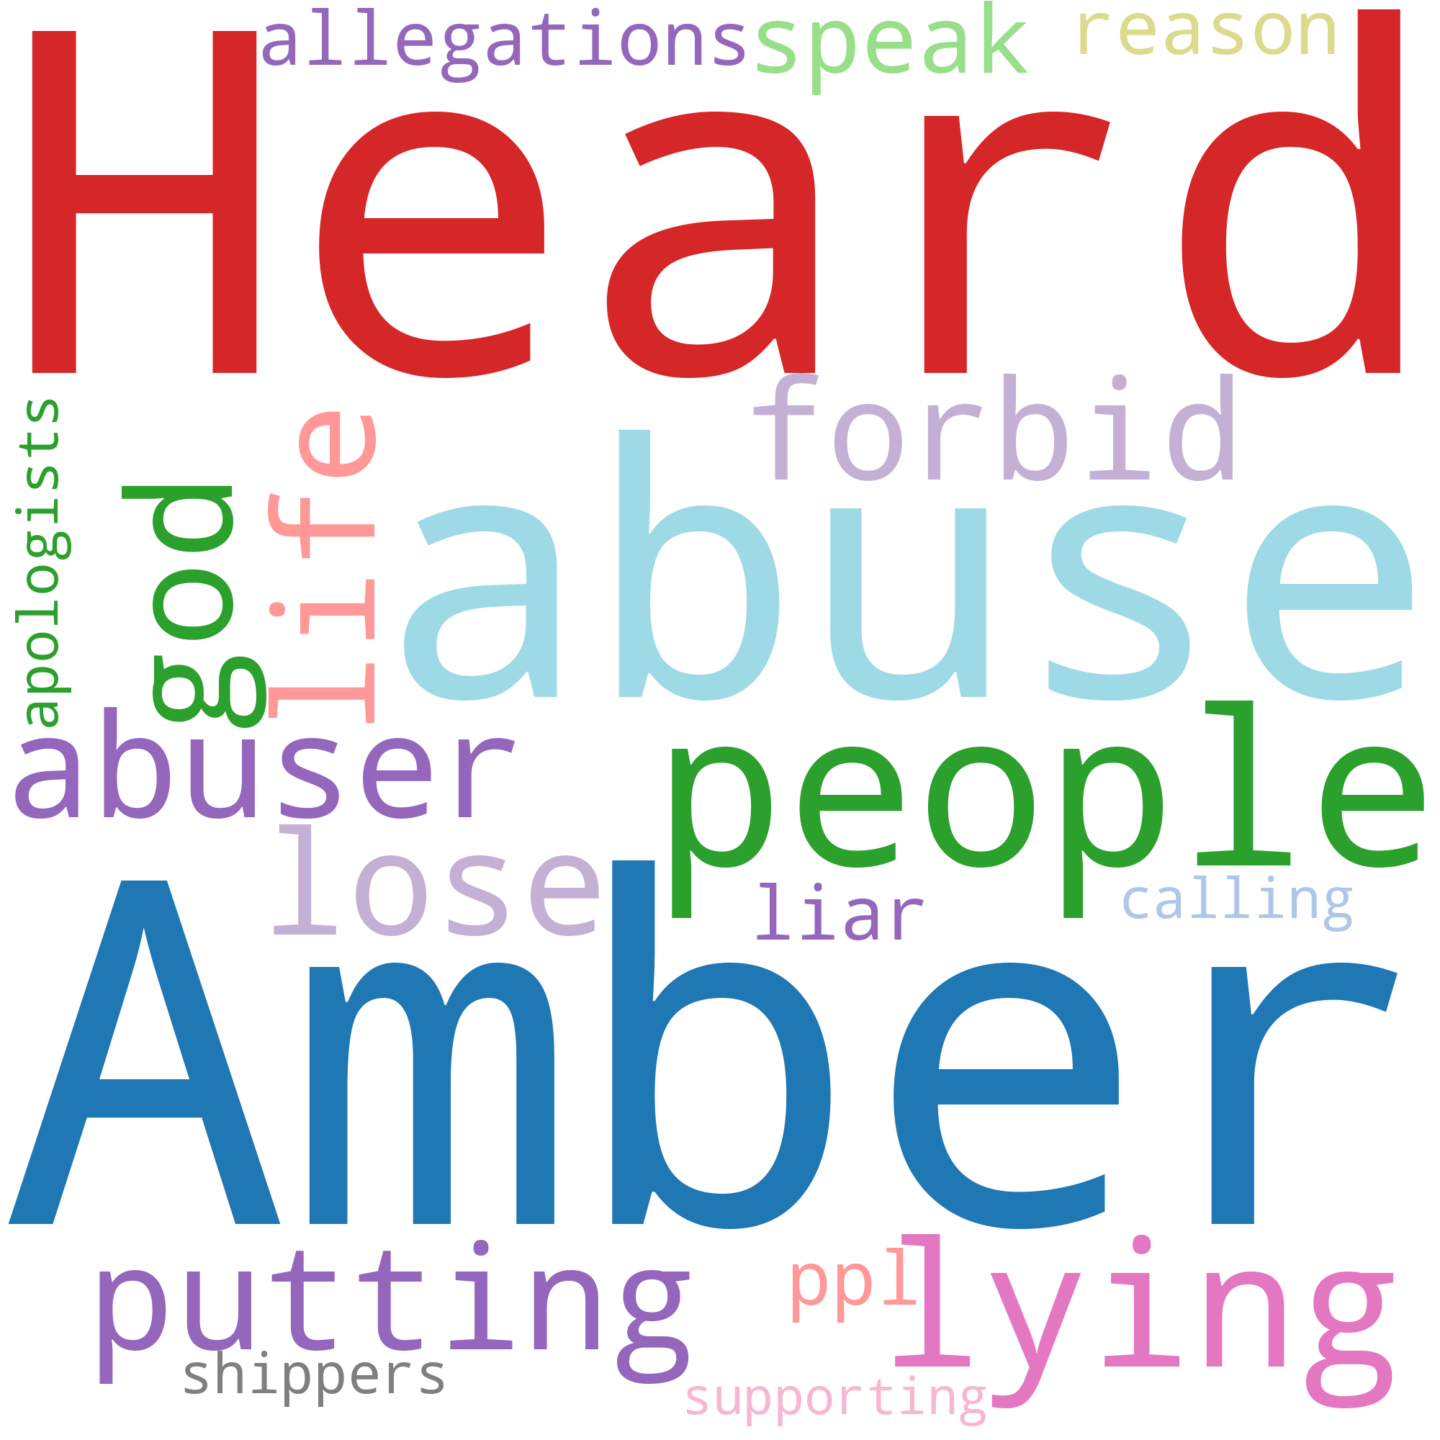 allegations speak reason
Heard
apologists god life forbid
abuse
abuser people
lose liar calling
Amber
putting ppl lying
shippers supporting